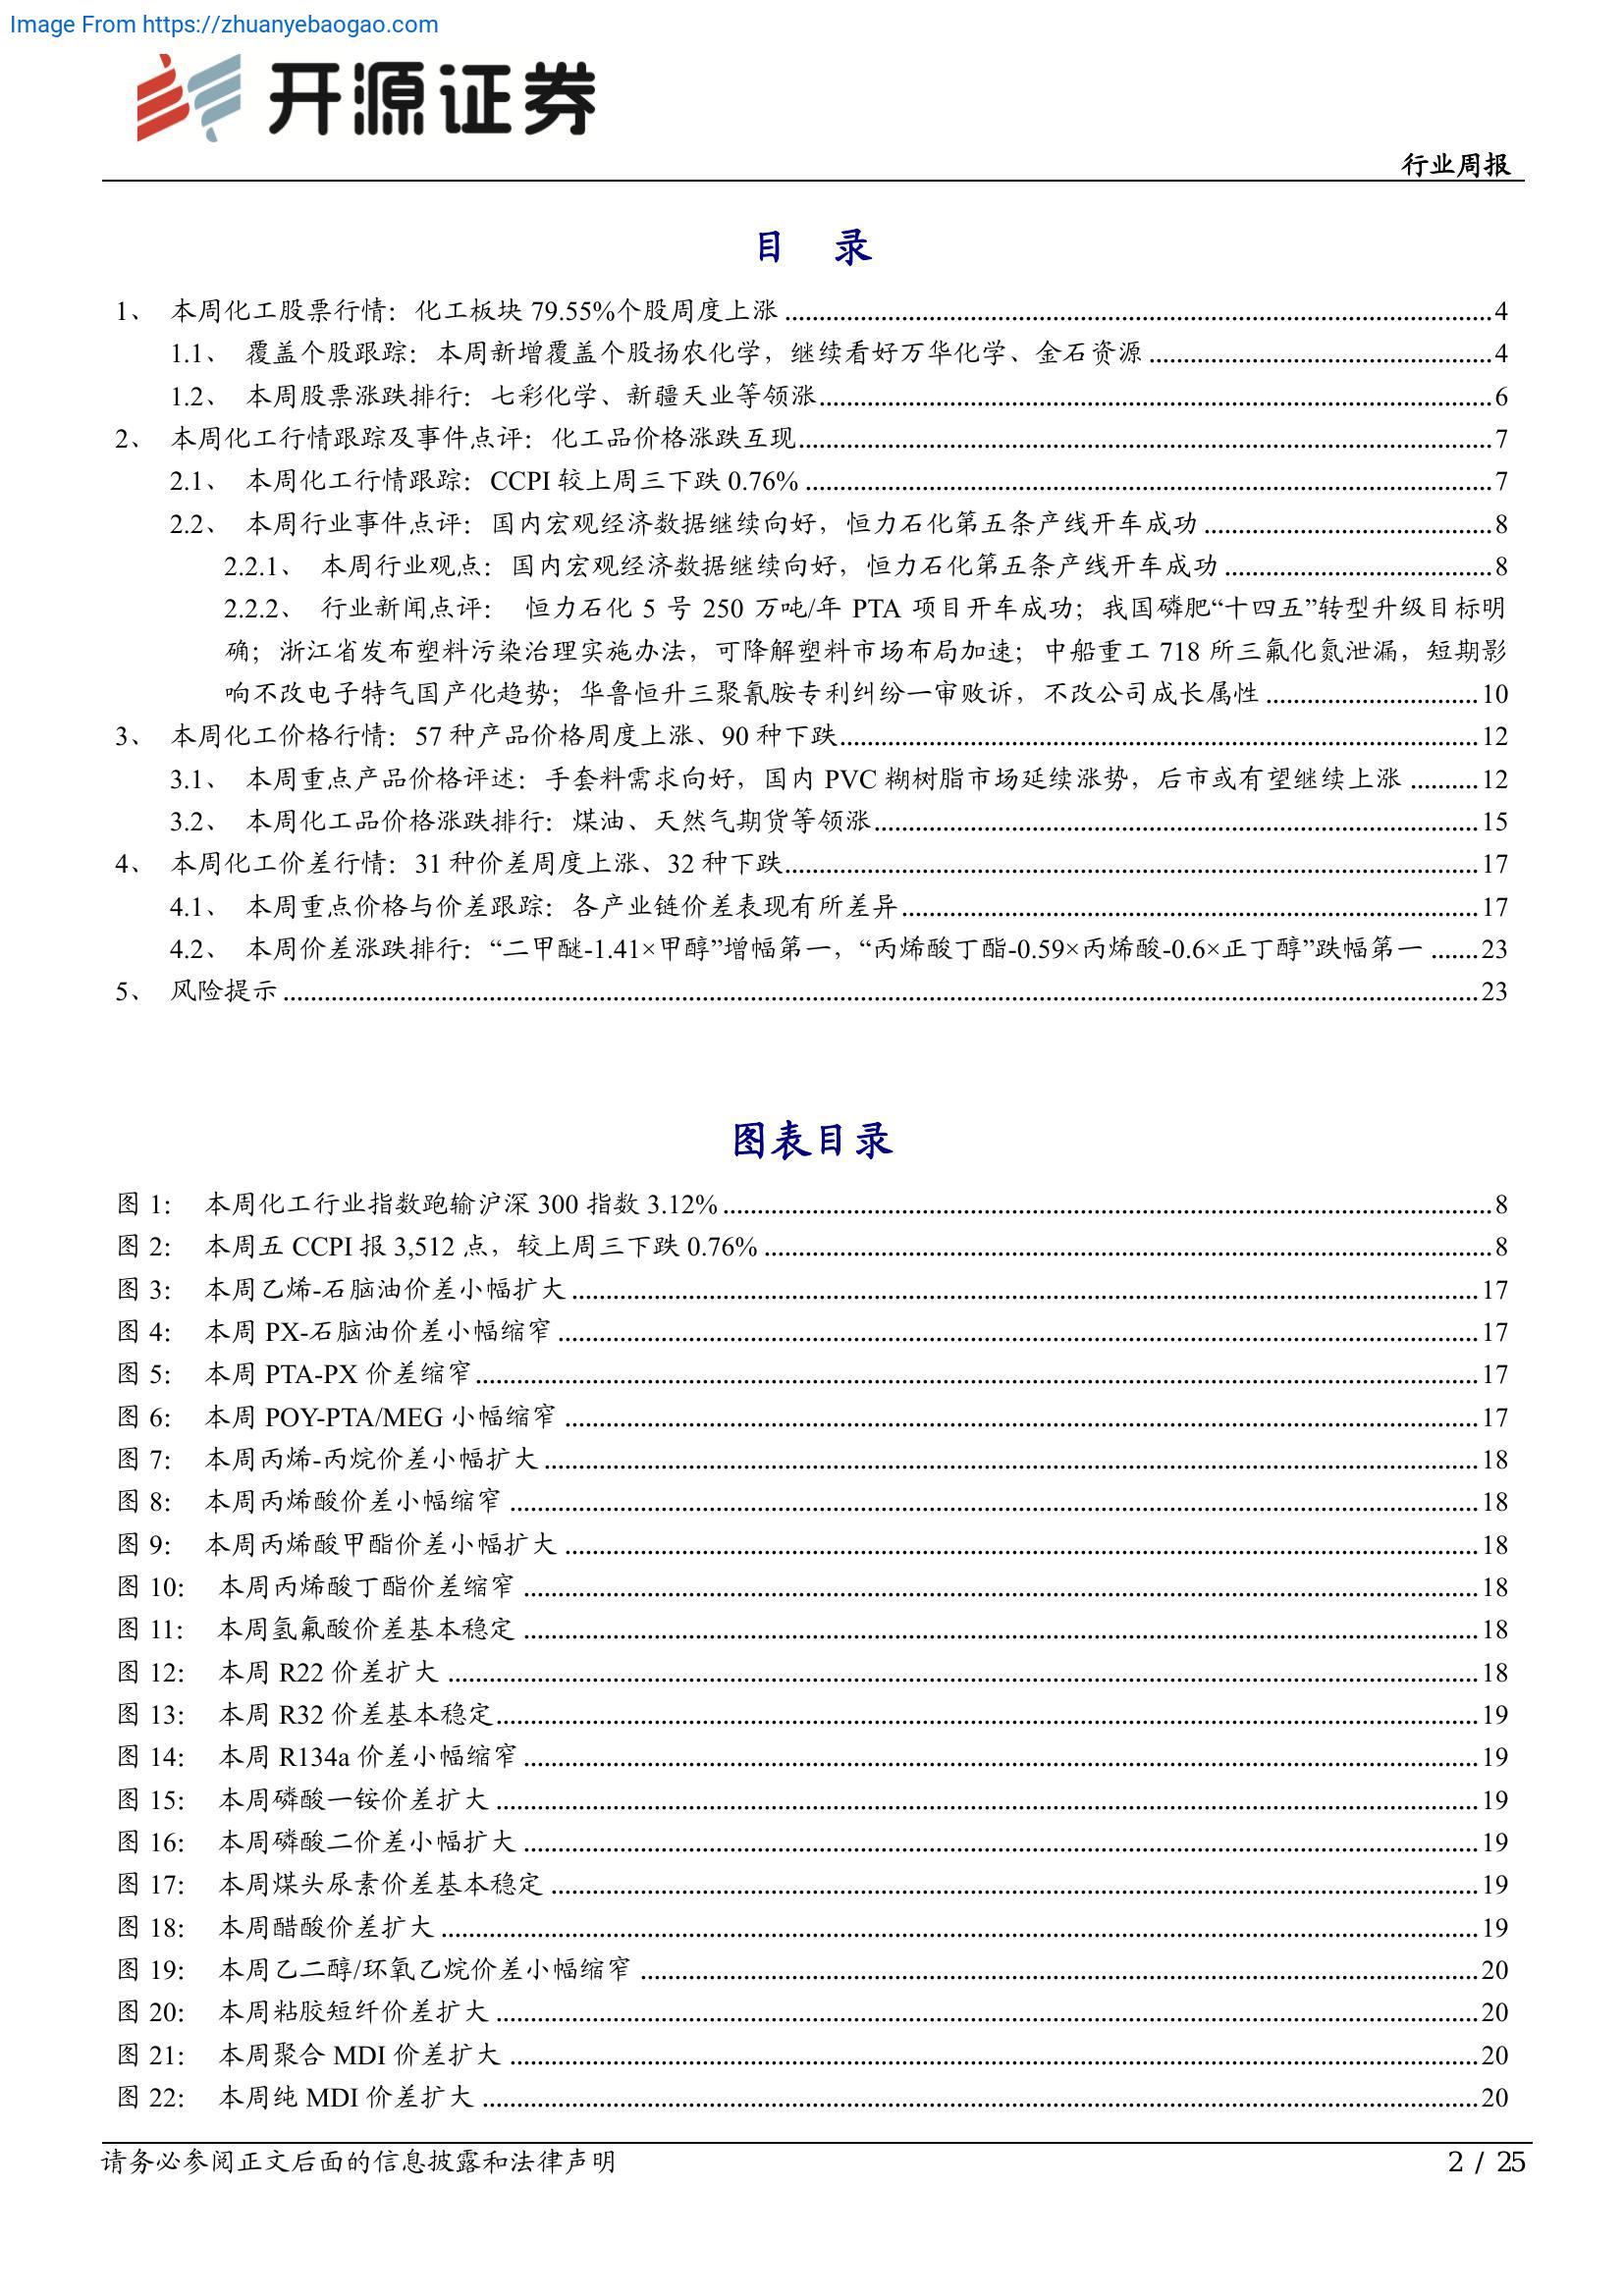 Image From https://zhuanyebaogao.com
开源证券
行业周报
目 录
1、 本周化工股票行情：化工板块 79.55%个股周度上涨 ........ 4
1.1、 覆盖个股跟踪：本周新增覆盖个股扬农化学，继续看好万华化学、金石资源 ........ 4
1.2、 本周股票涨跌排行：七彩化学、新疆天业等领涨 ........ 6
2、 本周化工行情跟踪及事件点评：化工品价格涨跌互现 ........ 7
2.1、 本周化工行情跟踪：CCPI 较上周三下跌 0.76% ........ 7
2.2、 本周行业事件点评：国内宏观经济数据继续向好，恒力石化第五条产线开车成功 ........ 8
2.2.1、 本周行业观点：国内宏观经济数据继续向好，恒力石化第五条产线开车成功 ........ 8
2.2.2、 行业新闻点评： 恒力石化 5 号 250 万吨/年 PTA 项目开车成功；我国磷肥“十四五”转型升级目标明
确；浙江省发布塑料污染治理实施办法，可降解塑料市场布局加速；中船重工 718 所三氟化氮泄漏，短期影
响不改电子特气国产化趋势；华鲁恒升三聚氰胺专利纠纷一审败诉，不改公司成长属性 ........ 10
3、 本周化工价格行情：57 种产品价格周度上涨、90 种下跌 ........ 12
3.1、 本周重点产品价格评述：手套料需求向好，国内 PVC 糊树脂市场延续涨势，后市或有望继续上涨 ........ 12
3.2、 本周化工品价格涨跌排行：煤油、天然气期货等领涨 ........ 15
4、 本周化工价差行情：31 种价差周度上涨、32 种下跌 ........ 17
4.1、 本周重点价格与价差跟踪：各产业链价差表现有所差异 ........ 17
4.2、 本周价差涨跌排行：“二甲醚-1.41×甲醇”增幅第一，“丙烯酸丁酯-0.59×丙烯酸-0.6×正丁醇”跌幅第一 ........ 23
5、 风险提示 ........ 23
图表目录
图 1： 本周化工行业指数跑输沪深 300 指数 3.12% ........ 8
图 2： 本周五 CCPI 报 3,512 点，较上周三下跌 0.76% ........ 8
图 3： 本周乙烯-石脑油价差小幅扩大 ........ 17
图 4： 本周 PX-石脑油价差小幅缩窄 ........ 17
图 5： 本周 PTA-PX 价差缩窄 ........ 17
图 6： 本周 POY-PTA/MEG 小幅缩窄 ........ 17
图 7： 本周丙烯-丙烷价差小幅扩大 ........ 18
图 8： 本周丙烯酸价差小幅缩窄 ........ 18
图 9： 本周丙烯酸甲酯价差小幅扩大 ........ 18
图 10： 本周丙烯酸丁酯价差缩窄 ........ 18
图 11： 本周氢氟酸价差基本稳定 ........ 18
图 12： 本周 R22 价差扩大 ........ 18
图 13： 本周 R32 价差基本稳定 ........ 19
图 14： 本周 R134a 价差小幅缩窄 ........ 19
图 15： 本周磷酸一铵价差扩大 ........ 19
图 16： 本周磷酸二价差小幅扩大 ........ 19
图 17： 本周煤头尿素价差基本稳定 ........ 19
图 18： 本周醋酸价差扩大 ........ 19
图 19： 本周乙二醇/环氧乙烷价差小幅缩窄 ........ 20
图 20： 本周粘胶短纤价差扩大 ........ 20
图 21： 本周聚合 MDI 价差扩大 ........ 20
图 22： 本周纯 MDI 价差扩大 ........ 20
请务必参阅正文后面的信息披露和法律声明
2 / 25